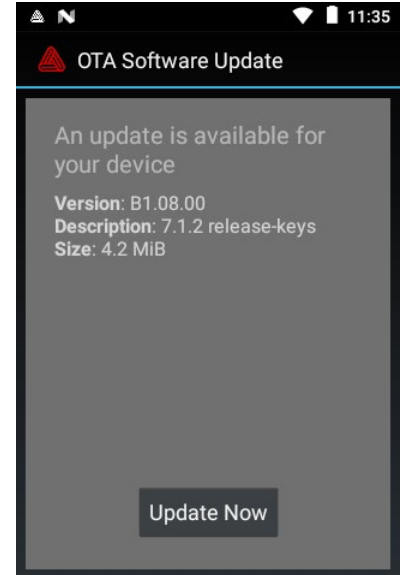 11:35
OTA Software Update
An update is available for
your device
Version: B1.08.00
Description: 7.1.2 release-keys
Size: 4.2 MiB
Update Now